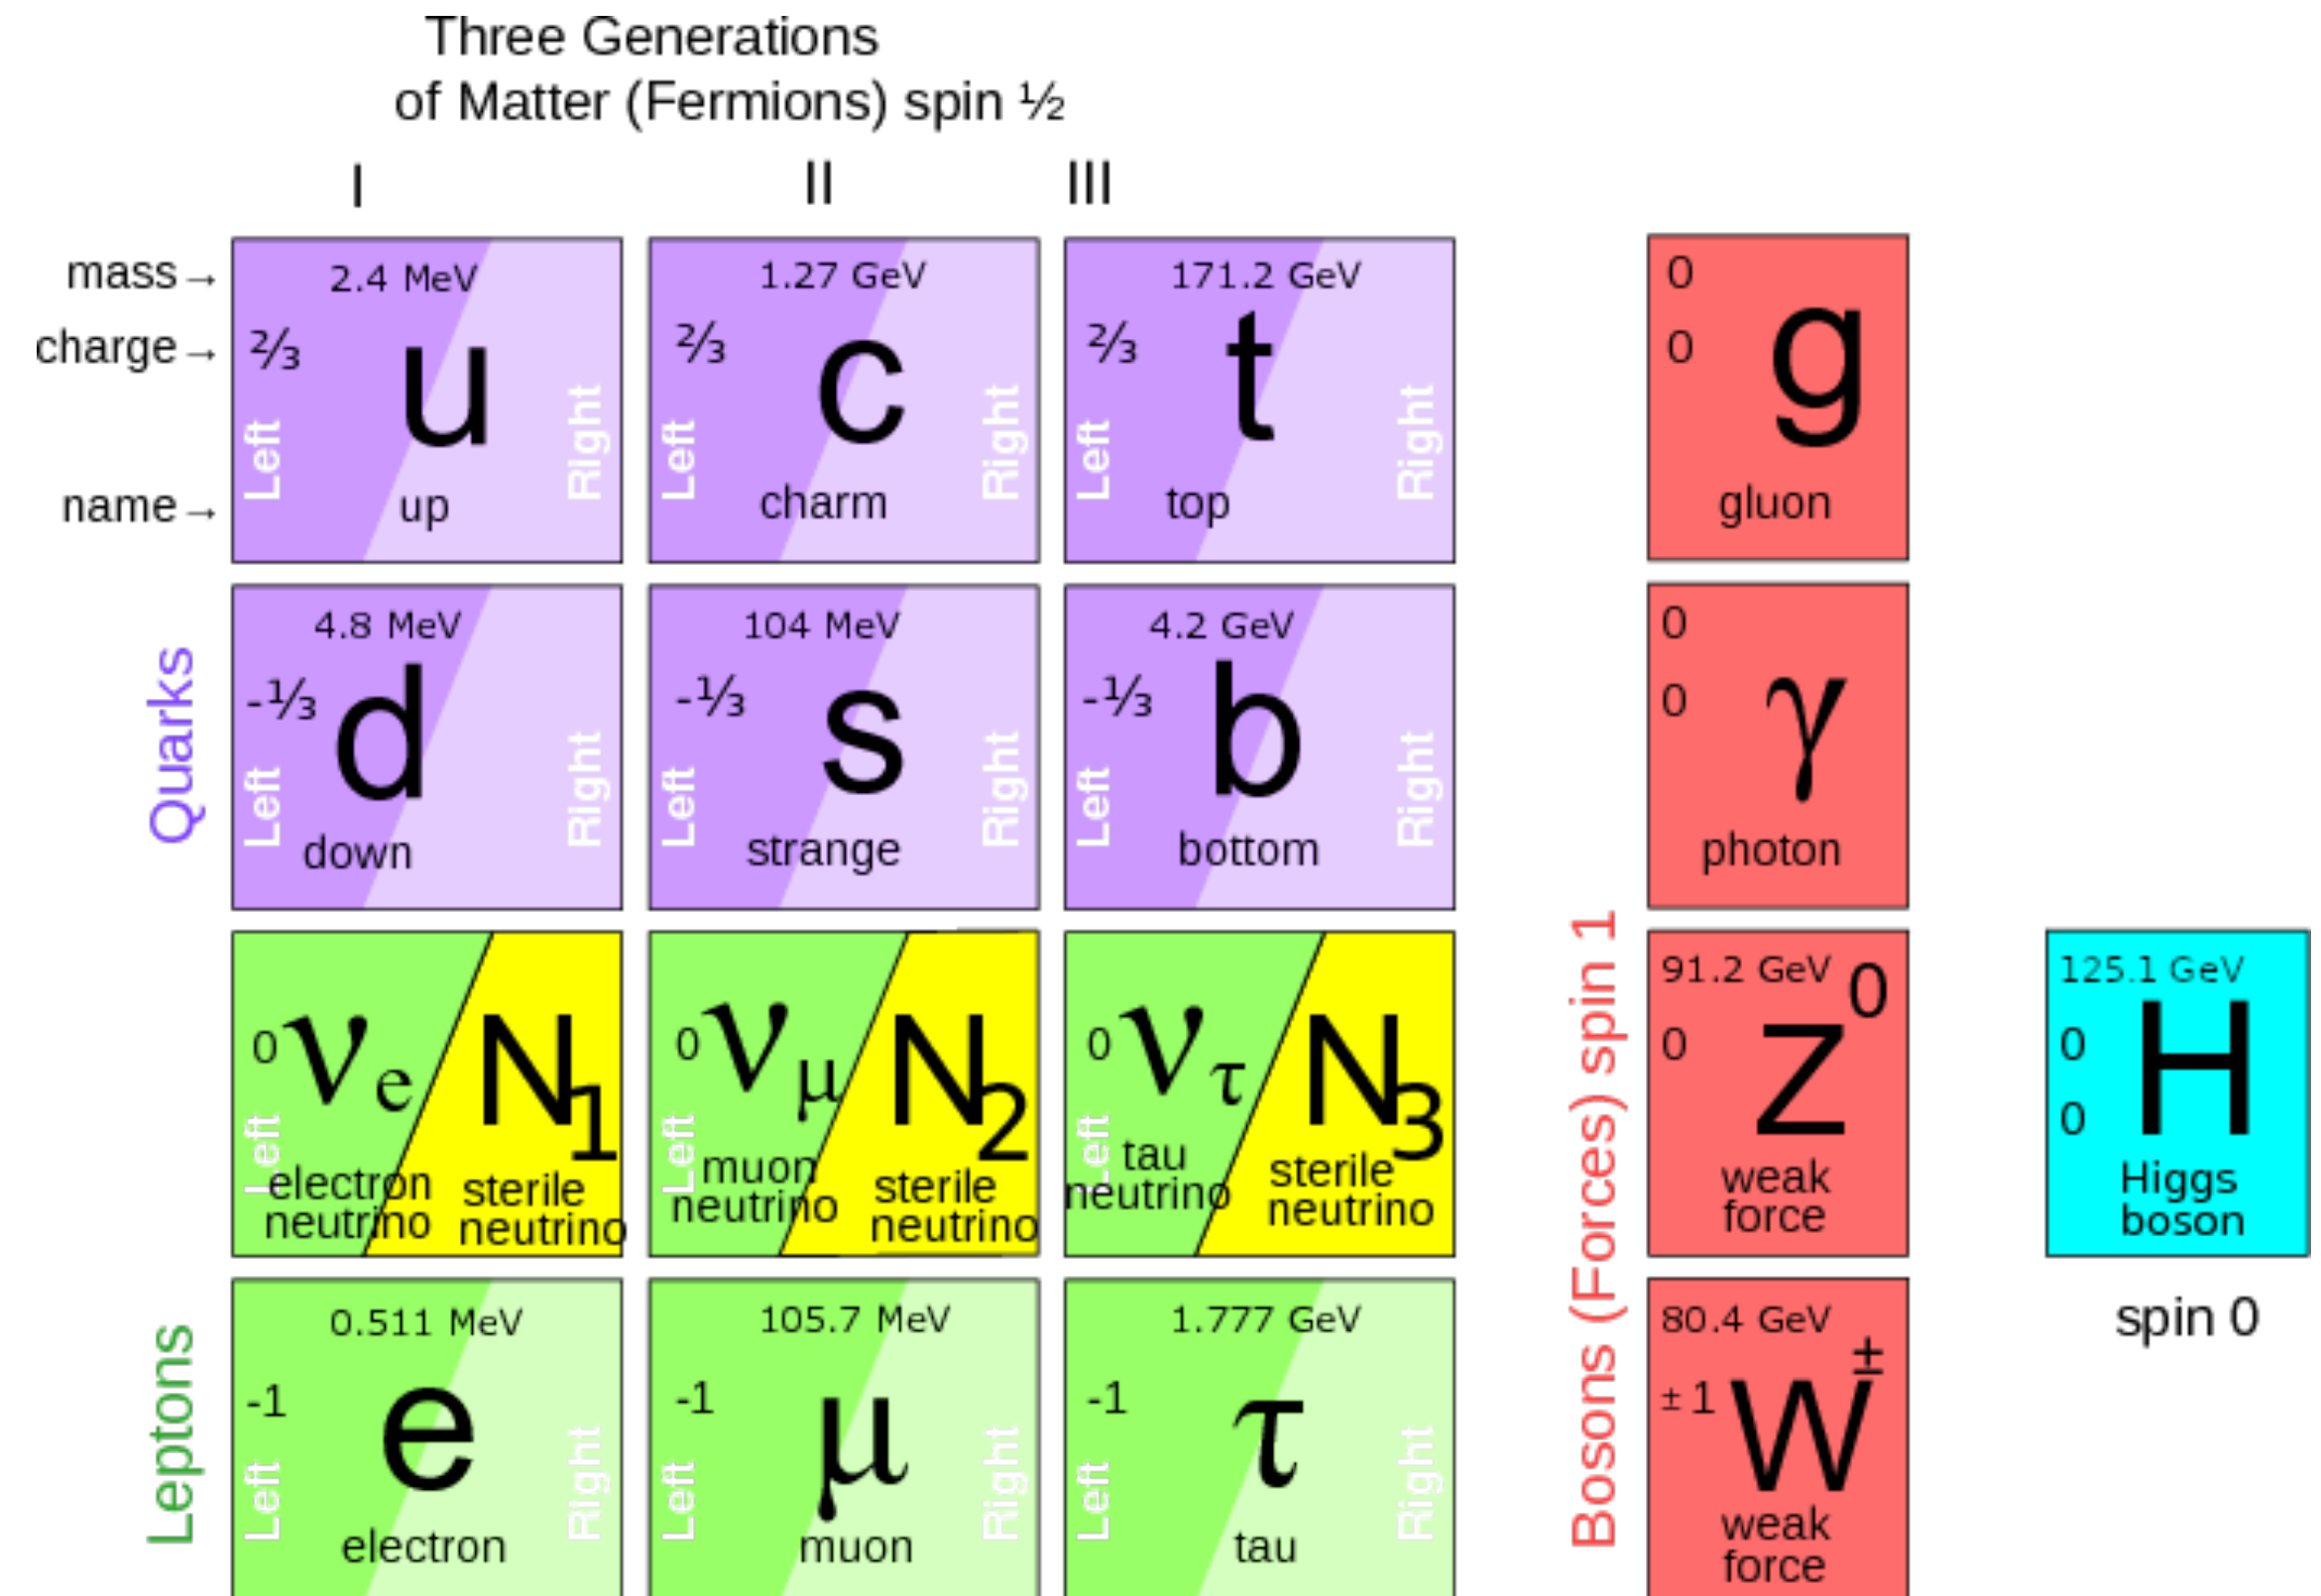 Three Generations
of Matter (Fermions) spin ½
I
II
III
mass→
charge→
name→
2.4 MeV
⅔
u
Left
Right
up
1.27 GeV
⅔
c
Left
Right
charm
171.2 GeV
⅔
t
Left
Right
top
0
0
g
gluon
Quarks
4.8 MeV
-⅓
d
Left
Right
down
104 MeV
-⅓
s
Left
Right
strange
4.2 GeV
-⅓
b
Left
Right
bottom
0
0
γ
photon
0
νe
Left
electron
neutrino
N1
sterile
neutrino
0
νμ
Left
muon
neutrino
N2
sterile
neutrino
0
ντ
Left
tau
neutrino
N3
sterile
neutrino
Bosons (Forces) spin 1
91.2 GeV
0
Z0
weak
force
125.1 GeV
0
0
H
Higgs
boson
spin 0
Leptons
0.511 MeV
-1
e
Left
Right
electron
105.7 MeV
-1
μ
Left
Right
muon
1.777 GeV
-1
τ
Left
Right
tau
80.4 GeV
±1
W±
weak
force